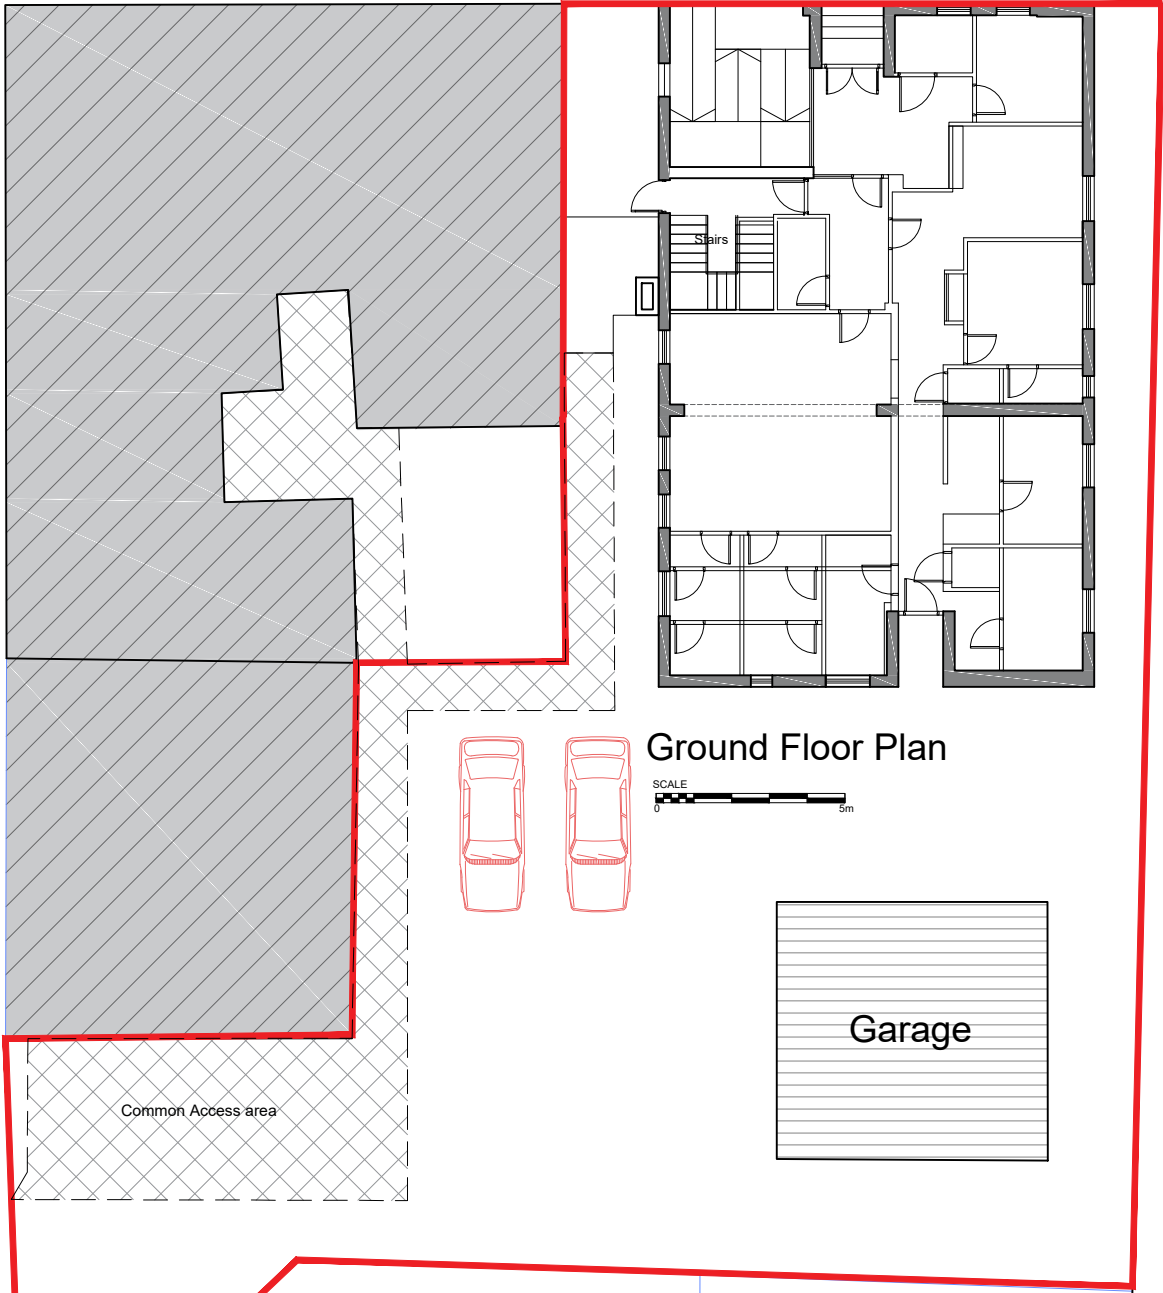 Stairs
Ground Floor Plan
SCALE
0 5m
Garage
Common Access area